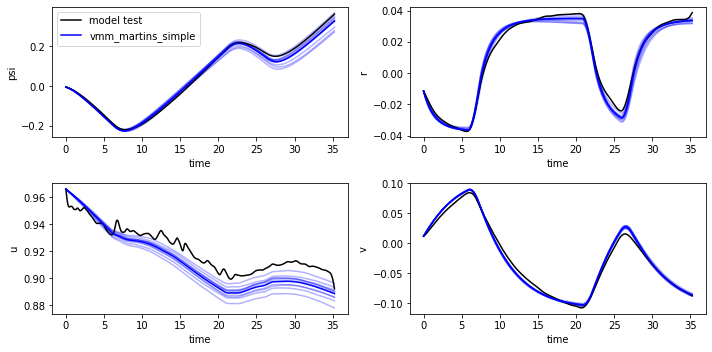 model test
vmm_martins_simple
psi
0.2
0.0
−0.2
0 5 10 15 20 25 30 35
time
r
0.04
0.02
0.00
−0.02
−0.04
0 5 10 15 20 25 30 35
time
u
0.96
0.94
0.92
0.90
0.88
0 5 10 15 20 25 30 35
time
v
0.10
0.05
0.00
−0.05
−0.10
0 5 10 15 20 25 30 35
time